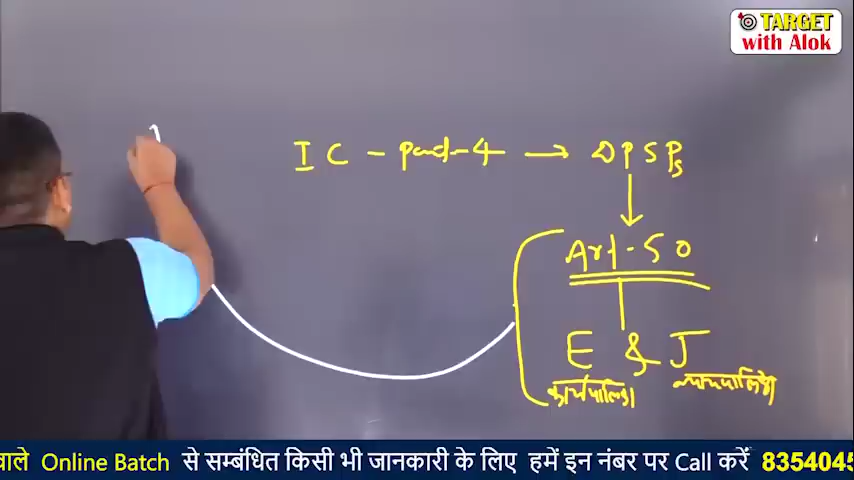 TARGET
with Alok
IC - Part-4 → DPSPs
Art-50
E & J
कार्यपालिका न्यायपालिका
वाले Online Batch से सम्बंधित किसी भी जानकारी के लिए हमें इन नंबर पर Call करें 8354045